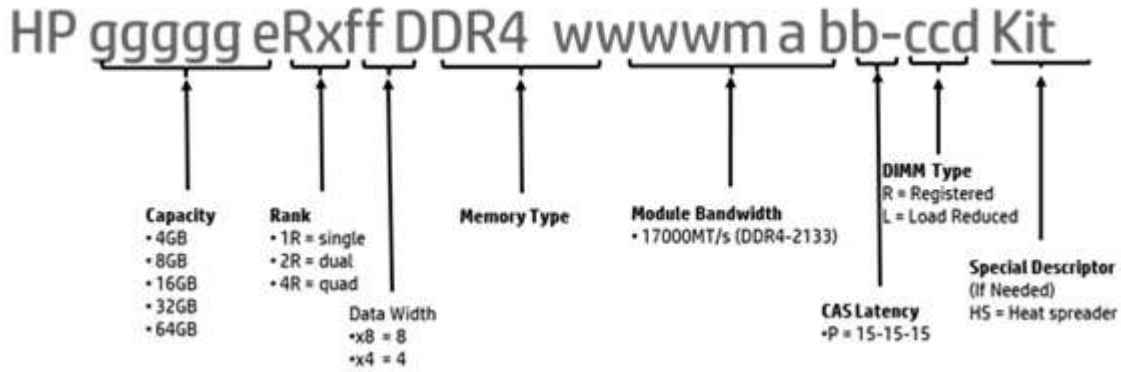 HP ggggg eRxff DDR4 wwwwm a bb-ccd Kit
Capacity
• 4GB
• 8GB
• 16GB
• 32GB
• 64GB
Rank
• 1R = single
• 2R = dual
• 4R = quad
Data Width
•x8 = 8
•x4 = 4
Memory Type
Module Bandwidth
• 17000MT/s (DDR4-2133)
CAS Latency
•P = 15-15-15
DIMM Type
R = Registered
L = Load Reduced
Special Descriptor
(If Needed)
HS = Heat spreader